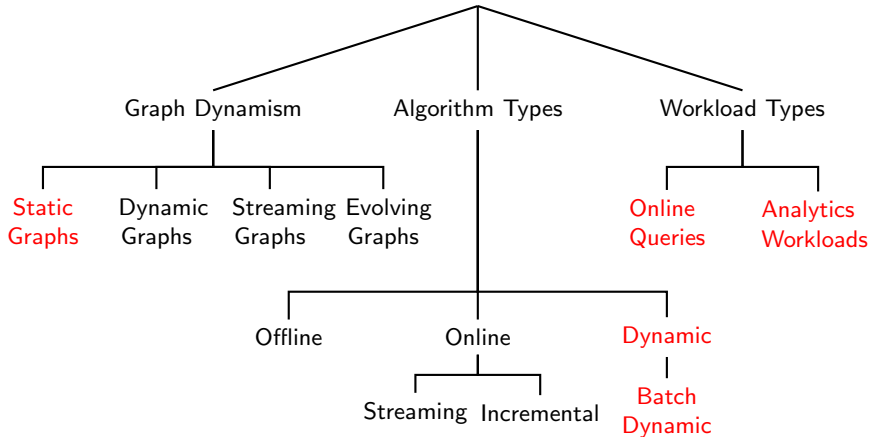 Graph Dynamism Algorithm Types Workload Types
Static Dynamic Streaming Evolving Online Analytics
Graphs Graphs Graphs Graphs Queries Workloads
Offline Online Dynamic
Streaming Incremental Batch
Dynamic